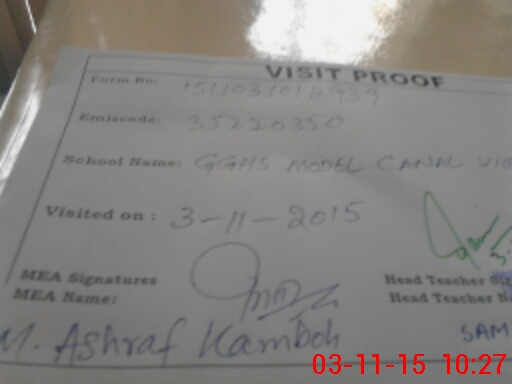 VISIT PROOF
Form No:
Emiscode: 35220350
School Name: GGHS MODEL CANAL
Visited on: 3-11-2015
MEA Signatures
Head Teacher
MEA Name:
Head Teacher
M. Ashraf Kamboh
SAM
03-11-15 10:27